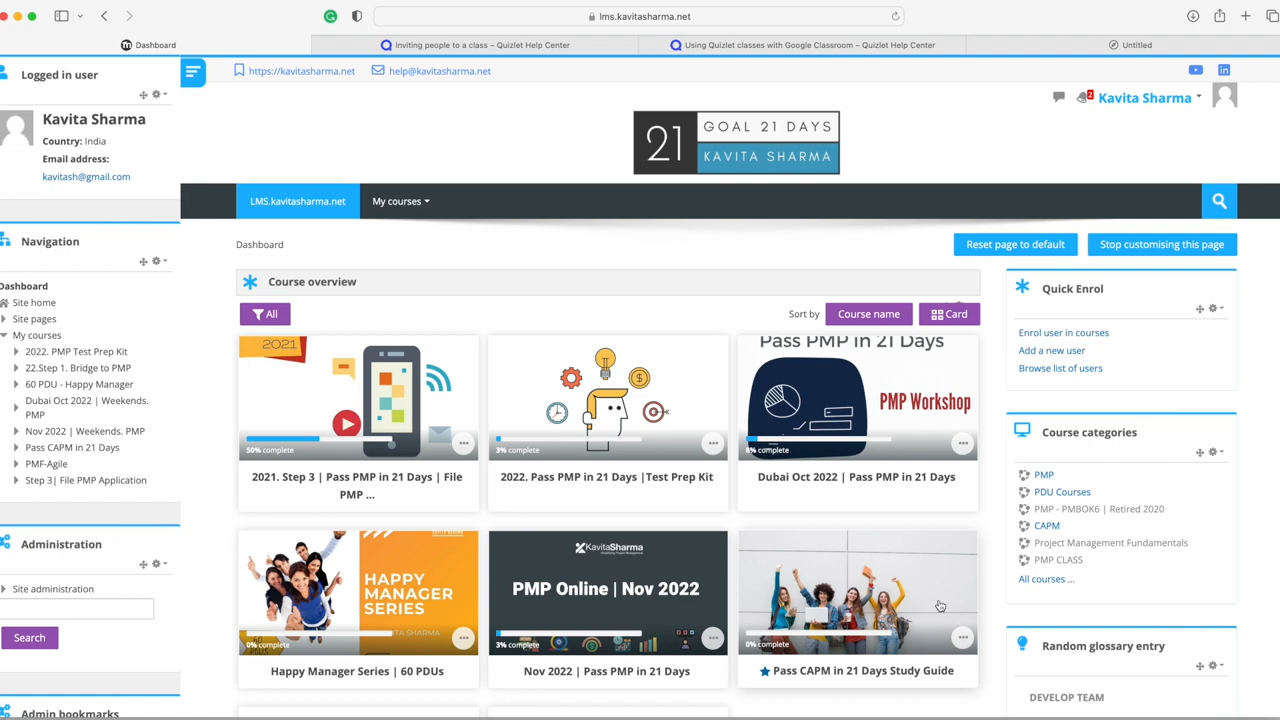 lms.kavitasharma.net
Dashboard
Inviting people to a class – Quizlet Help Center
Using Quizlet classes with Google Classroom – Quizlet Help Center
Untitled
Logged in user
https://kavitasharma.net
help@kavitasharma.net
2
Kavita Sharma
Kavita Sharma
Country: India
Email address:
kavitash@gmail.com
21
GOAL 21 DAYS
KAVITA SHARMA
LMS.kavitasharma.net
My courses
Navigation
Dashboard
Site home
Site pages
My courses
2022. PMP Test Prep Kit
22.Step 1. Bridge to PMP
60 PDU - Happy Manager
Dubai Oct 2022 | Weekends.
PMP
Nov 2022 | Weekends. PMP
Pass CAPM in 21 Days
PMF-Agile
Step 3| File PMP Application
Administration
Site administration
Search
Admin bookmarks
Dashboard
Reset page to default
Stop customising this page
Course overview
All
Sort by
Course name
Card
2021
50% complete
2021. Step 3 | Pass PMP in 21 Days | File
PMP ...
3% complete
2022. Pass PMP in 21 Days |Test Prep Kit
Pass PMP in 21 Days
PMP Workshop
8% complete
Dubai Oct 2022 | Pass PMP in 21 Days
HAPPY
MANAGER
SERIES
KAVITA SHARMA
60
PDUs
0% complete
Happy Manager Series | 60 PDUs
KavitaSharma
PMP Online | Nov 2022
3% complete
Nov 2022 | Pass PMP in 21 Days
0% complete
Pass CAPM in 21 Days Study Guide
Quick Enrol
Enrol user in courses
Add a new user
Browse list of users
Course categories
PMP
PDU Courses
PMP - PMBOK6 | Retired 2020
CAPM
Project Management Fundamentals
PMP CLASS
All courses ...
Random glossary entry
DEVELOP TEAM